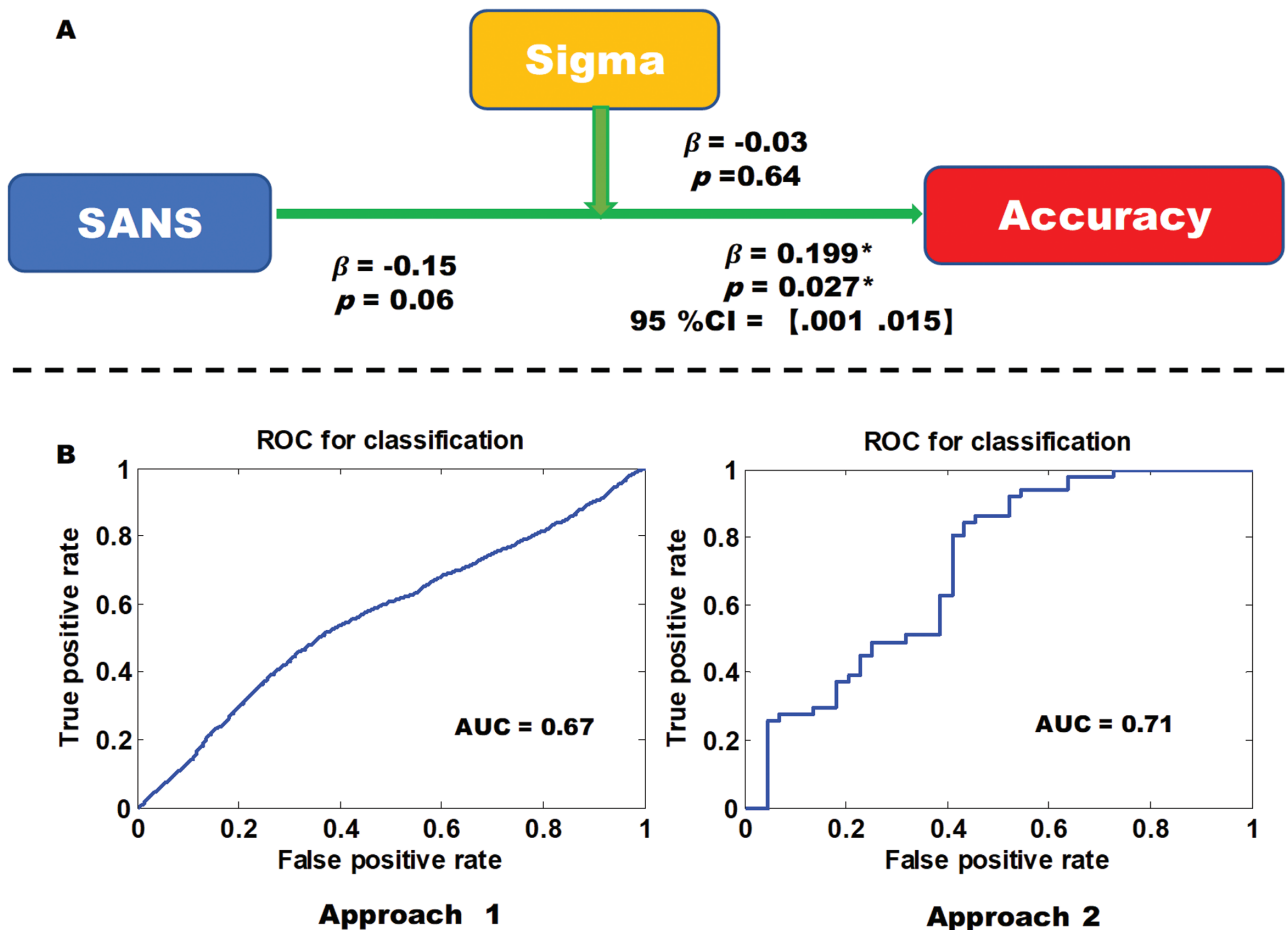 A
Sigma
β = -0.03
p =0.64
SANS
Accuracy
β = -0.15
p = 0.06
β = 0.199*
p = 0.027*
95 %CI = 【.001 .015】
B
ROC for classification
True positive rate
1
0.8
0.6
0.4
0.2
0
AUC = 0.67
0 0.2 0.4 0.6 0.8 1
False positive rate
Approach 1
ROC for classification
True positive rate
1
0.8
0.6
0.4
0.2
0
AUC = 0.71
0 0.2 0.4 0.6 0.8 1
False positive rate
Approach 2